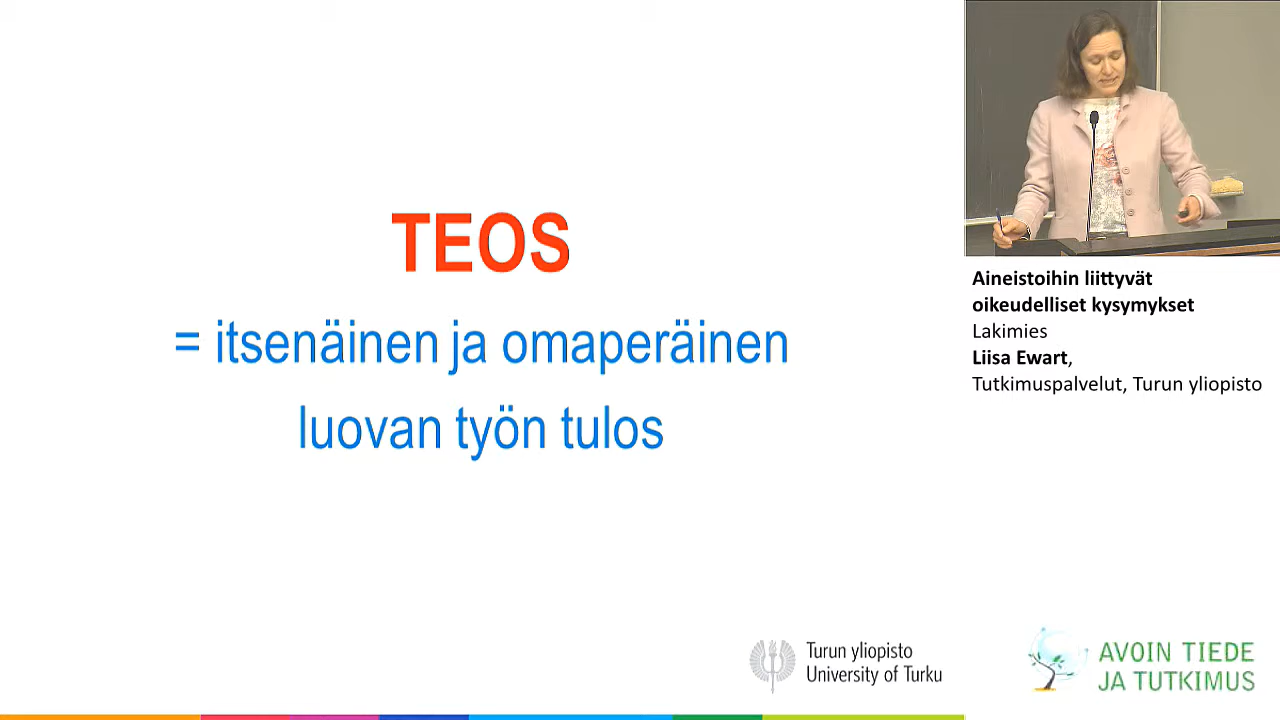 TEOS
= itsenäinen ja omaperäinen
luovan työn tulos
Aineistoihin liittyvät
oikeudelliset kysymykset
Lakimies
Liisa Ewart,
Tutkimuspalvelut, Turun yliopisto
Turun yliopisto
University of Turku
AVOIN TIEDE
JA TUTKIMUS